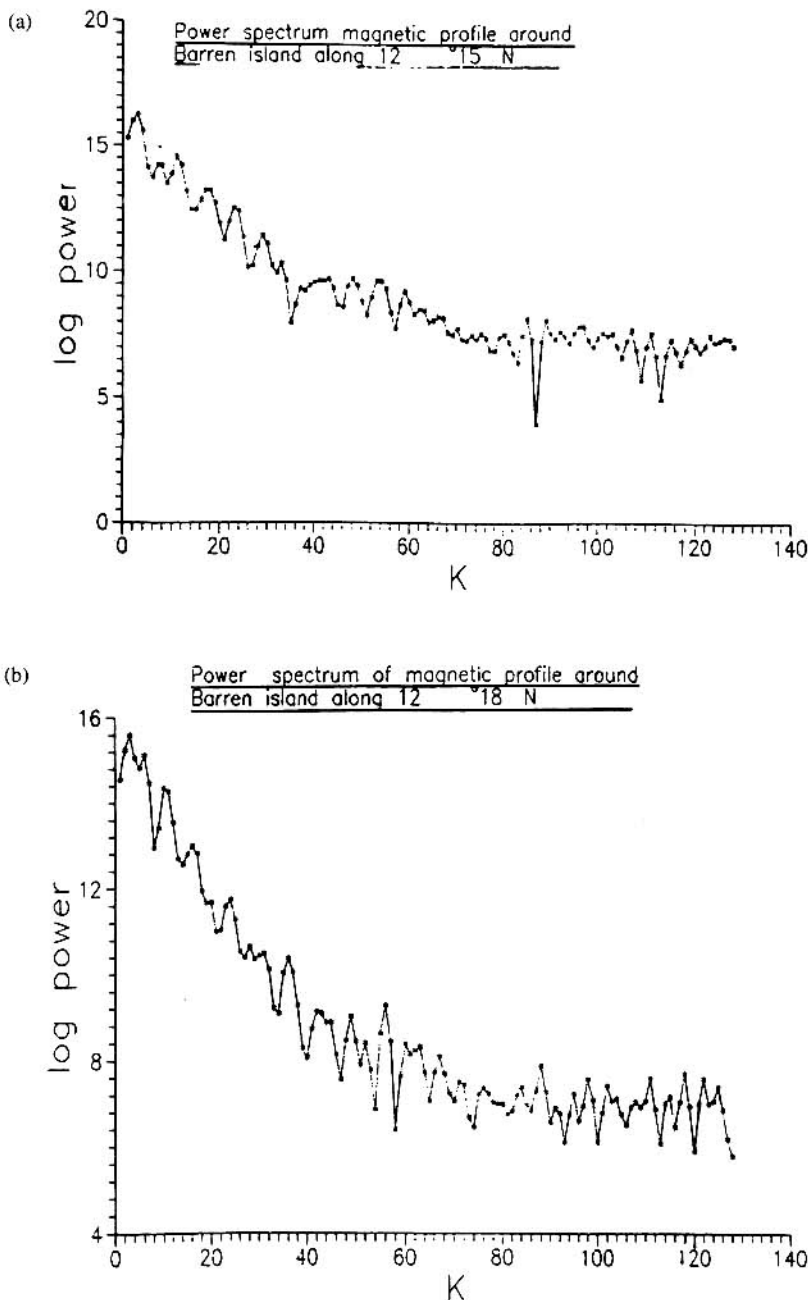 (a)
Power spectrum magnetic profile around
Barren island along 12 °15 N
20
15
10
5
0
log power
0 20 40 60 80 100 120 140
K
(b)
Power spectrum of magnetic profile around
Barren island along 12 °18 N
16
12
8
4
log power
0 20 40 60 80 100 120 140
K